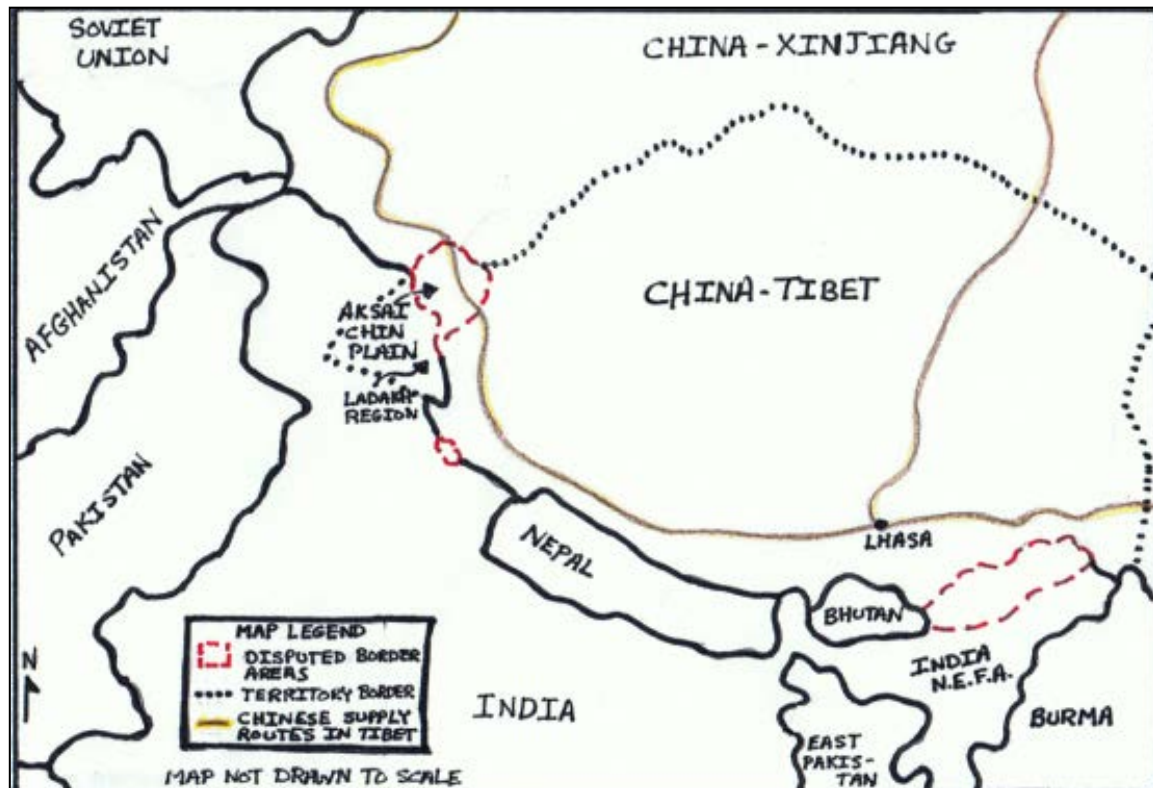 SOVIET
UNION
CHINA-XINJIANG
AFGHANISTAN
CHINA-TIBET
AKSAI
CHIN
PLAIN
LADAKH
REGION
PAKISTAN
NEPAL
LHASA
BHUTAN
INDIA
N.E.F.A.
BURMA
INDIA
EAST
PAKIS-
TAN
N
MAP LEGEND
DISPUTED BORDER
AREAS
TERRITORY BORDER
CHINESE SUPPLY
ROUTES IN TIBET
MAP NOT DRAWN TO SCALE